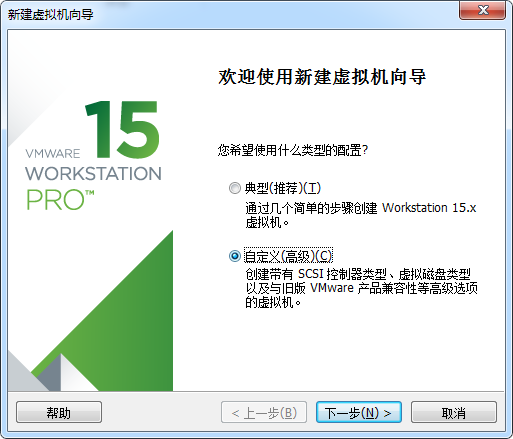 新建虚拟机向导
欢迎使用新建虚拟机向导
15
VMWARE
WORKSTATION
PRO™
您希望使用什么类型的配置?
典型(推荐)(T)
通过几个简单的步骤创建 Workstation 15.x
虚拟机。
自定义(高级)(C)
创建带有 SCSI 控制器类型、虚拟磁盘类型
以及与旧版 VMware 产品兼容性等高级选项
的虚拟机。
帮助
< 上一步(B)
下一步(N) >
取消